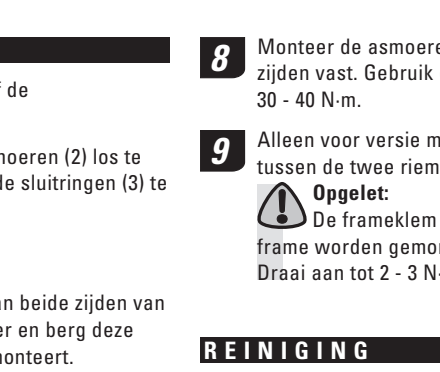 de
moeren (2) los te
de sluitringen (3) te
an beide zijden van
er en berg deze
monteert.
8 Monteer de asmoere
zijden vast. Gebruik
30 - 40 N·m.
9 Alleen voor versie m
tussen de twee riem
Opgelet:
De frameklem
frame worden gemon
Draai aan tot 2 - 3 N·
REINIGING